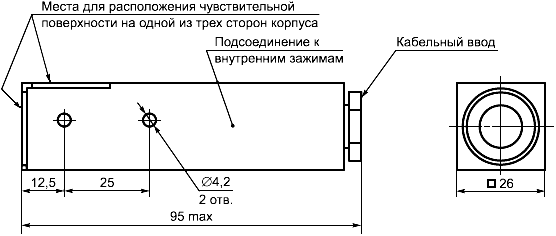 Места для расположения чувствительной
поверхности на одной из трех сторон корпуса
Подсоединение к
внутренним зажимам
Кабельный ввод
12,5
25
∅4,2
2 отв.
95 max
□ 26